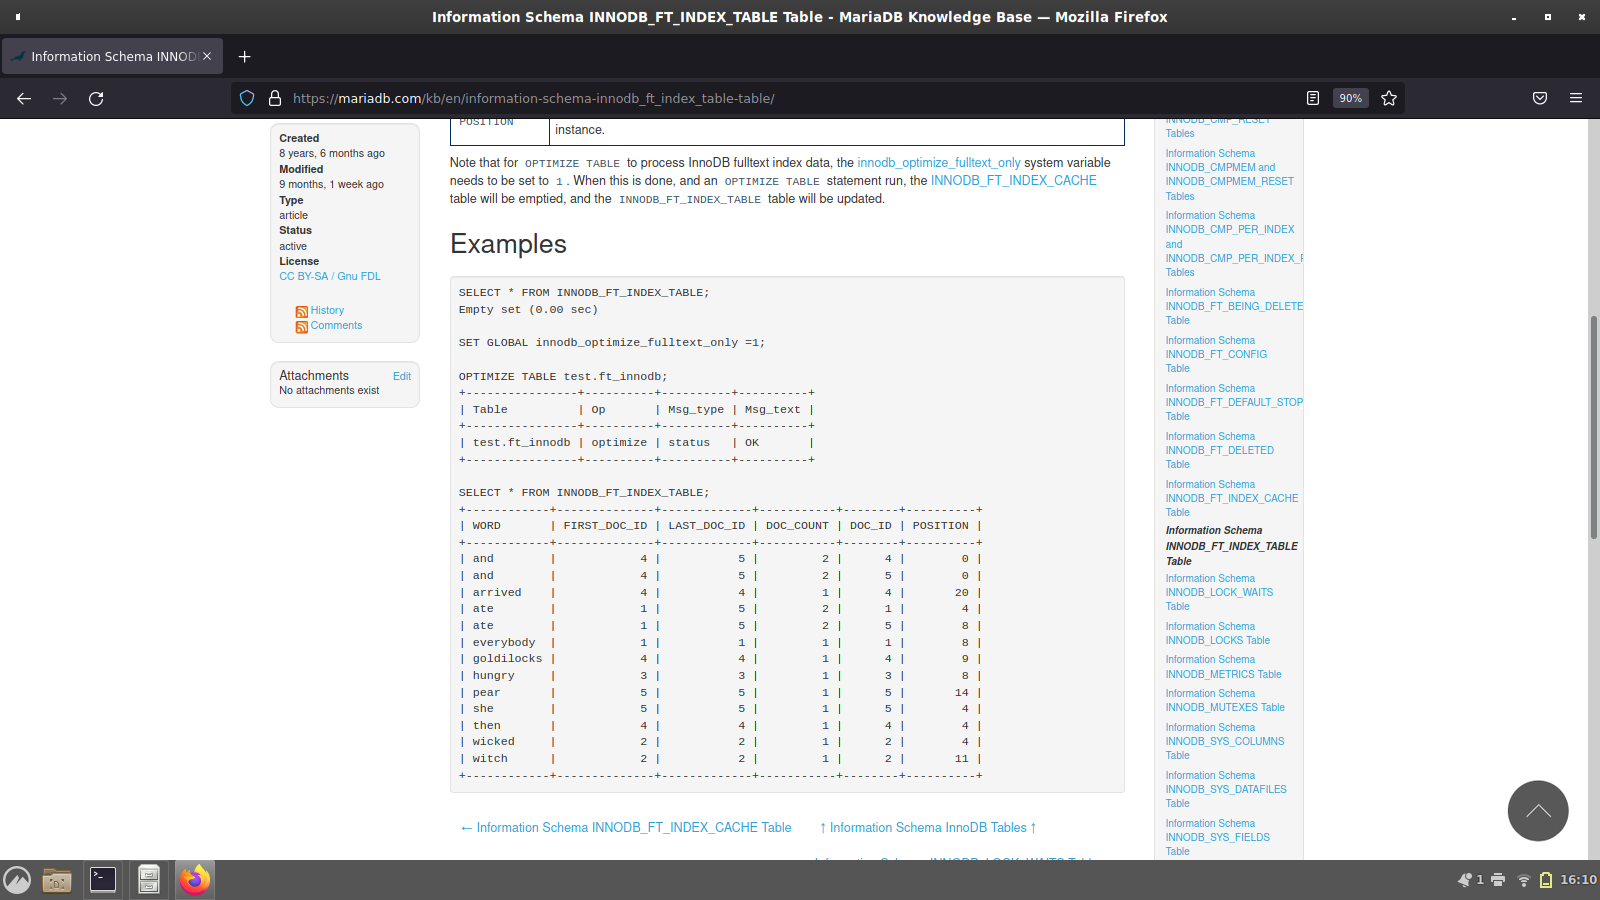 Information Schema INNODB_FT_INDEX_TABLE Table - MariaDB Knowledge Base — Mozilla Firefox
Information Schema INNOD
https://mariadb.com/kb/en/information-schema-innodb_ft_index_table-table/
90%
Created
8 years, 6 months ago
Modified
9 months, 1 week ago
Type
article
Status
active
License
CC BY-SA / Gnu FDL
History
Comments
Attachments Edit
No attachments exist
POSITION
instance.
Note that for OPTIMIZE TABLE to process InnoDB fulltext index data, the innodb_optimize_fulltext_only system variable
needs to be set to 1. When this is done, and an OPTIMIZE TABLE statement run, the INNODB_FT_INDEX_CACHE
table will be emptied, and the INNODB_FT_INDEX_TABLE table will be updated.
Examples
SELECT * FROM INNODB_FT_INDEX_TABLE;
Empty set (0.00 sec)
SET GLOBAL innodb_optimize_fulltext_only =1;
OPTIMIZE TABLE test.ft_innodb;
+----------------+----------+----------+----------+
| Table          | Op       | Msg_type | Msg_text |
+----------------+----------+----------+----------+
| test.ft_innodb | optimize | status   | OK       |
+----------------+----------+----------+----------+
SELECT * FROM INNODB_FT_INDEX_TABLE;
+------------+--------------+-------------+-----------+--------+----------+
| WORD       | FIRST_DOC_ID | LAST_DOC_ID | DOC_COUNT | DOC_ID | POSITION |
+------------+--------------+-------------+-----------+--------+----------+
| and        |            4 |           5 |         2 |      4 |        0 |
| and        |            4 |           5 |         2 |      5 |        0 |
| arrived    |            4 |           4 |         1 |      4 |       20 |
| ate        |            1 |           5 |         2 |      1 |        4 |
| ate        |            1 |           5 |         2 |      5 |        8 |
| everybody  |            1 |           1 |         1 |      1 |        8 |
| goldilocks |            4 |           4 |         1 |      4 |        9 |
| hungry     |            3 |           3 |         1 |      3 |        8 |
| pear       |            5 |           5 |         1 |      5 |       14 |
| she        |            5 |           5 |         1 |      5 |        4 |
| then       |            4 |           4 |         1 |      4 |        4 |
| wicked     |            2 |           2 |         1 |      2 |        4 |
| witch      |            2 |           2 |         1 |      2 |       11 |
+------------+--------------+-------------+-----------+--------+----------+
← Information Schema INNODB_FT_INDEX_CACHE Table ↑ Information Schema InnoDB Tables ↑
INNODB_CMP_RESET
Tables
Information Schema
INNODB_CMPMEM and
INNODB_CMPMEM_RESET
Tables
Information Schema
INNODB_CMP_PER_INDEX
and
INNODB_CMP_PER_INDEX_R
Tables
Information Schema
INNODB_FT_BEING_DELETE
Table
Information Schema
INNODB_FT_CONFIG
Table
Information Schema
INNODB_FT_DEFAULT_STOP
Table
Information Schema
INNODB_FT_DELETED
Table
Information Schema
INNODB_FT_INDEX_CACHE
Table
Information Schema
INNODB_FT_INDEX_TABLE
Table
Information Schema
INNODB_LOCK_WAITS
Table
Information Schema
INNODB_LOCKS Table
Information Schema
INNODB_METRICS Table
Information Schema
INNODB_MUTEXES Table
Information Schema
INNODB_SYS_COLUMNS
Table
Information Schema
INNODB_SYS_DATAFILES
Table
Information Schema
INNODB_SYS_FIELDS
Table
1
16:10